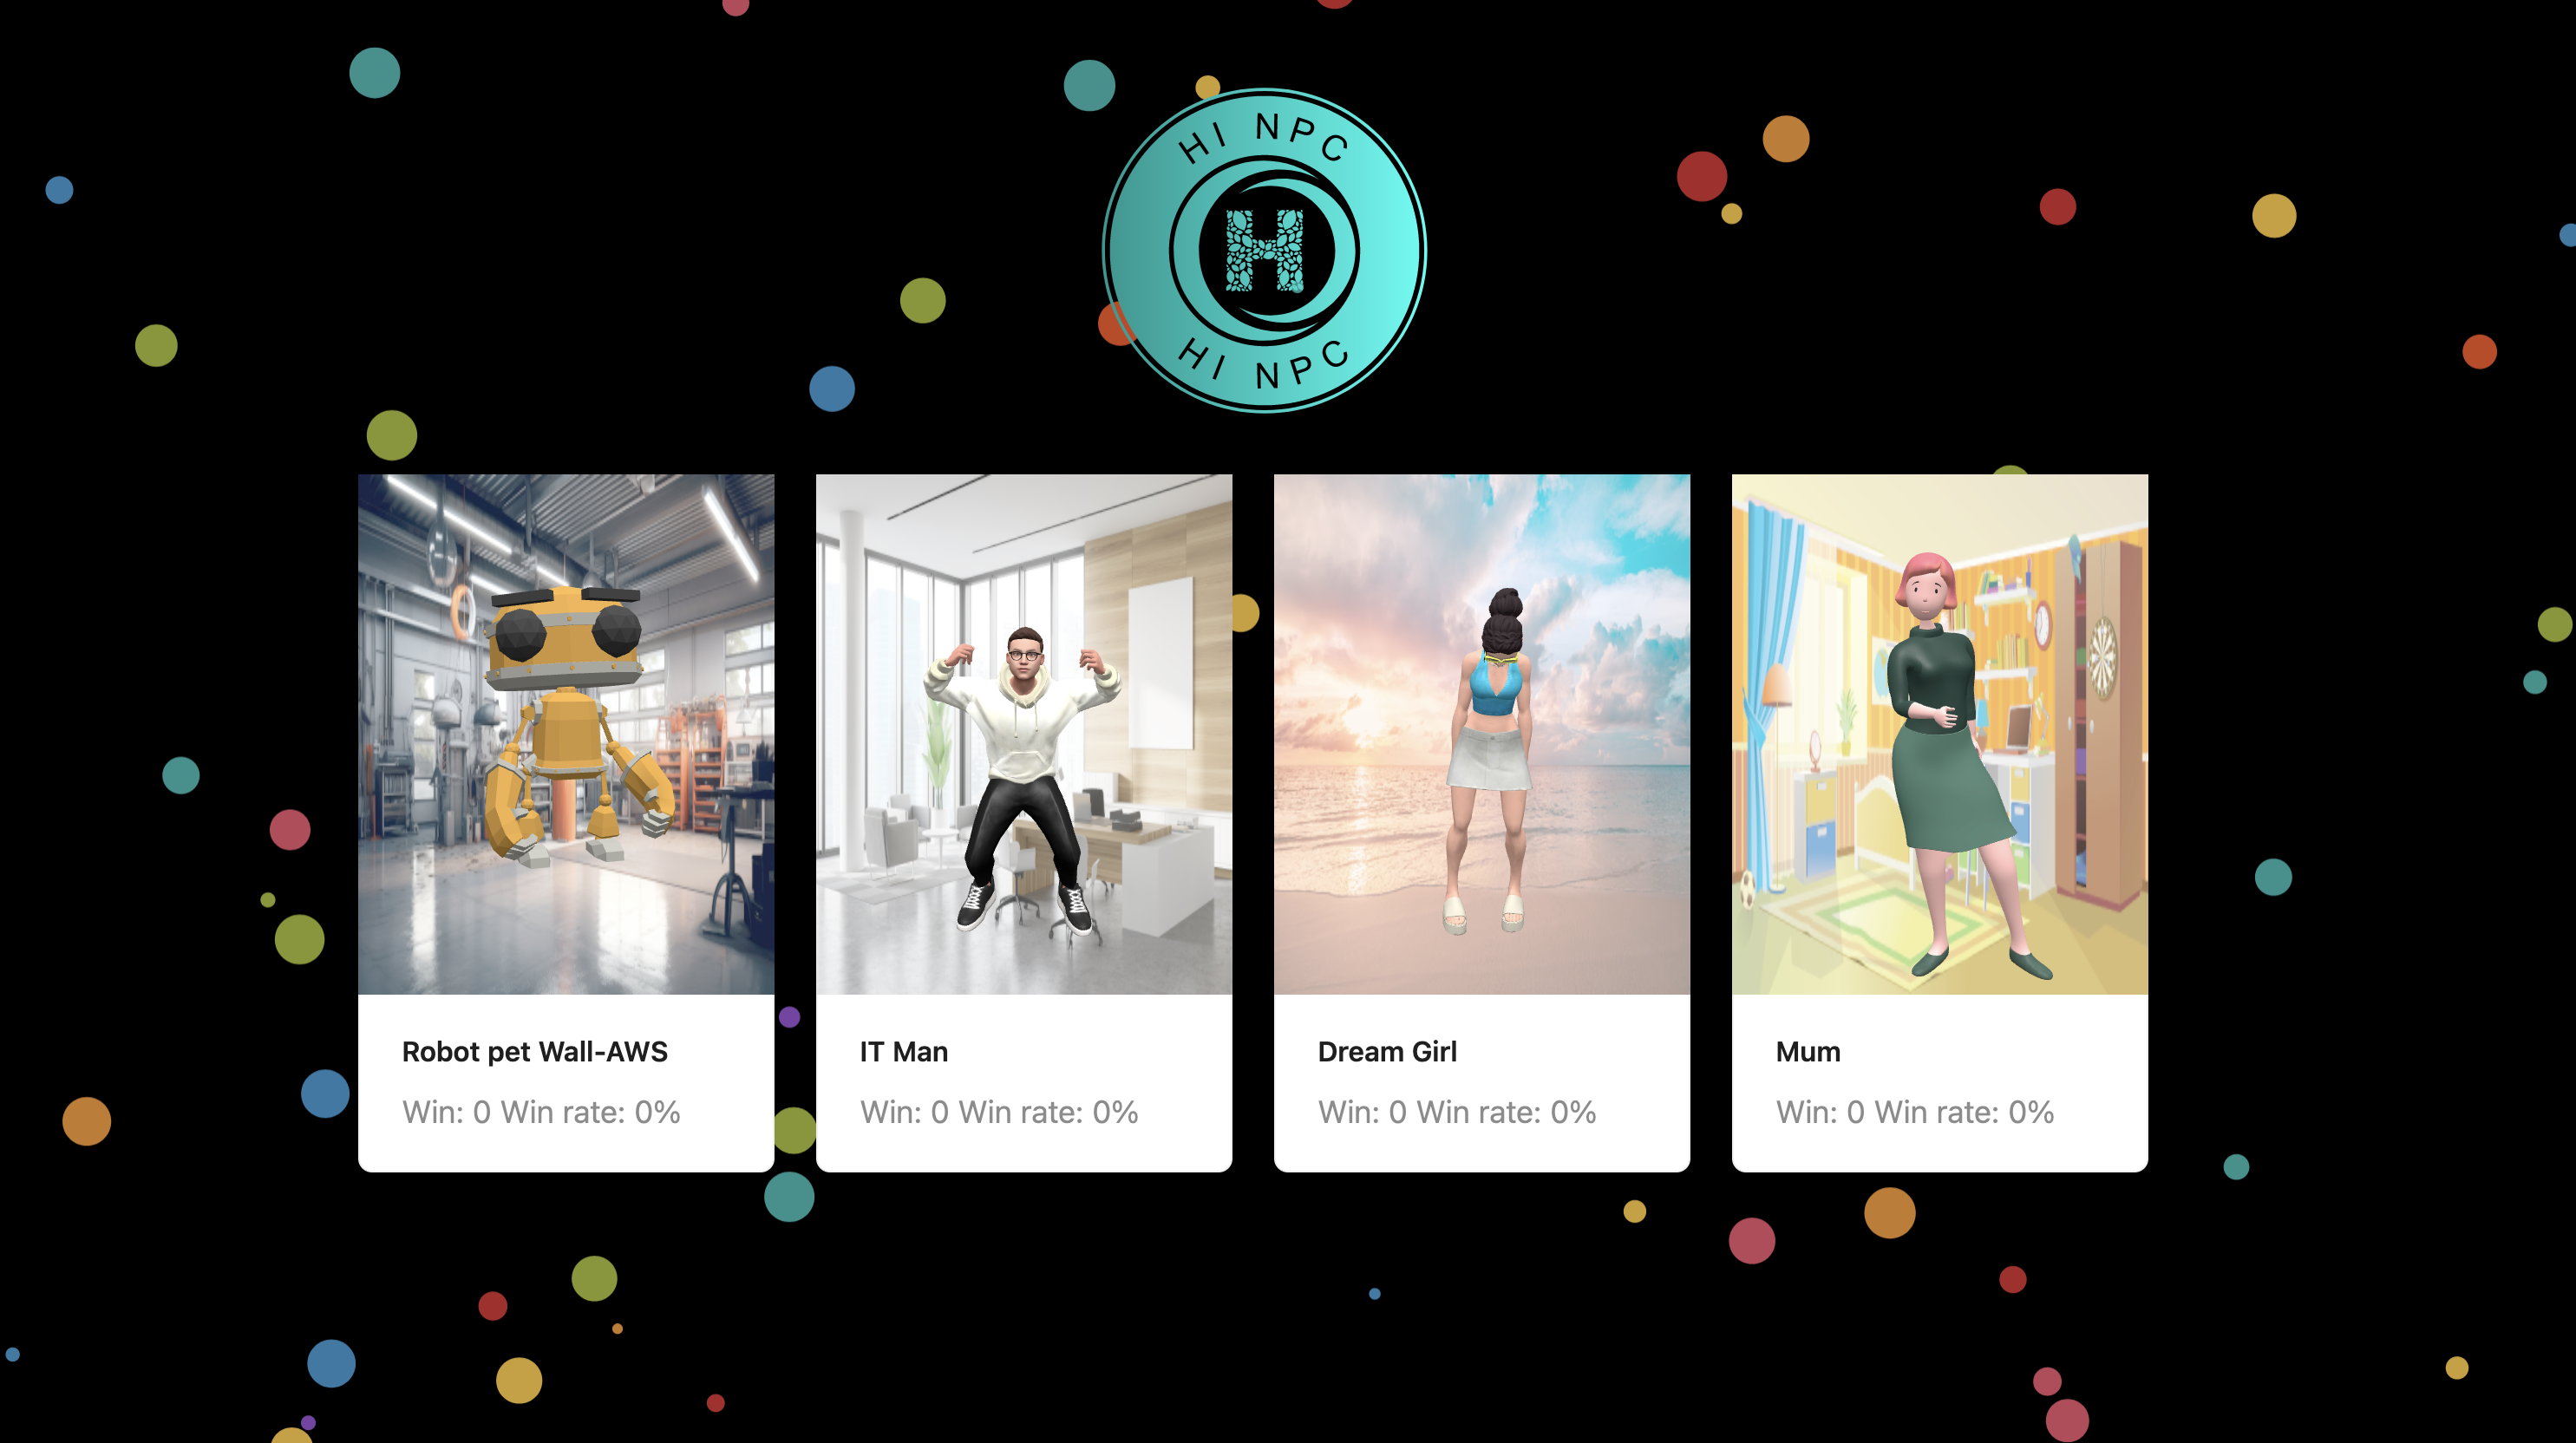 HI NPC
H
HI NPC
Robot pet Wall-AWS
Win: 0 Win rate: 0%
IT Man
Win: 0 Win rate: 0%
Dream Girl
Win: 0 Win rate: 0%
Mum
Win: 0 Win rate: 0%